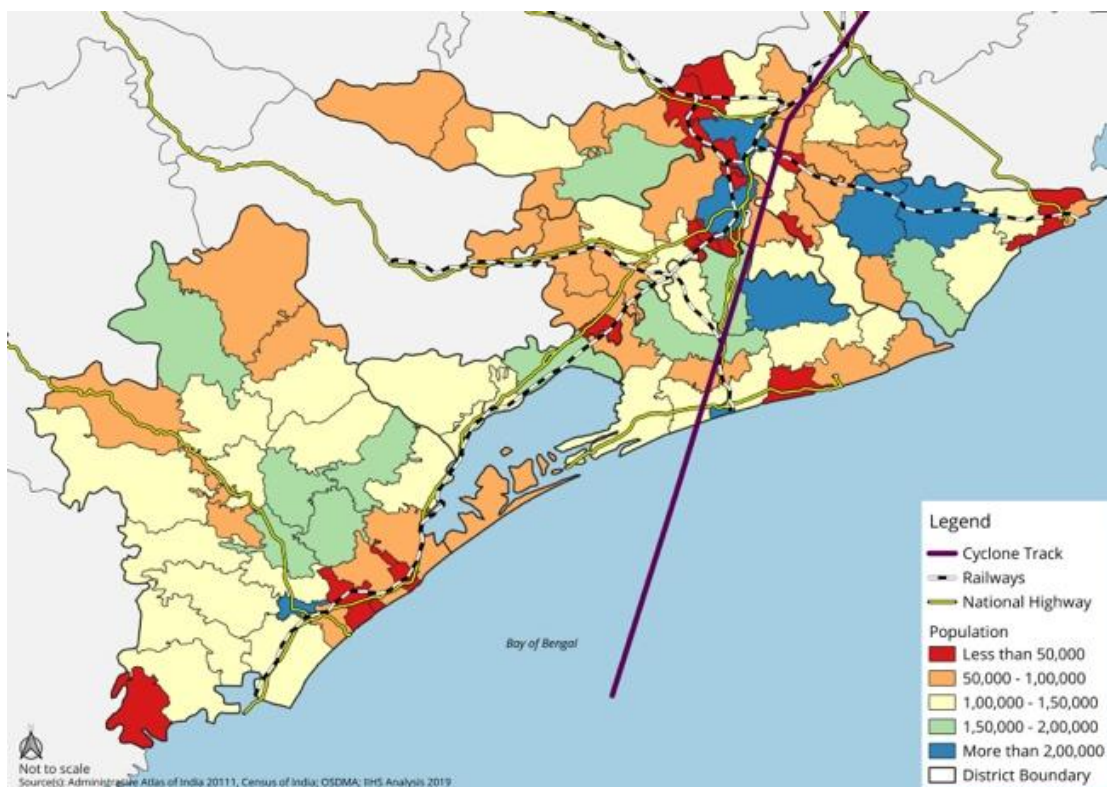 Bay of Bengal
Legend
Cyclone Track
Railways
National Highway
Population
Less than 50,000
50,000 - 1,00,000
1,00,000 - 1,50,000
1,50,000 - 2,00,000
More than 2,00,000
District Boundary
Not to scale
Source(s): Administrative Atlas of India 20111, Census of India; OSDMA; IIHS Analysis 2019